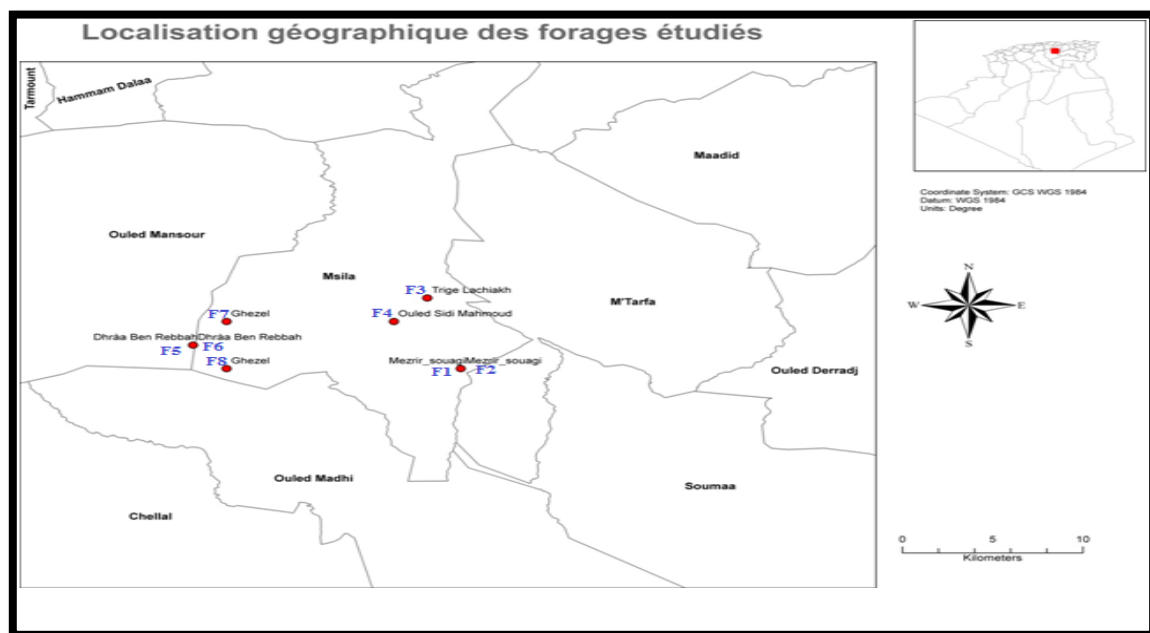 Localisation géographique des forages étudiés
Tarmount
Hammam Dalaa
Maadid
Coordinate System: GCS WGS 1984
Datum: WGS 1984
Units: Degree
Ouled Mansour
Msila
F3 Trige Lachiakh
M'Tarfa
N
W E
S
F7 Ghezel
F4 Ouled Sidi Mahmoud
Dhrâa Ben Rebbah Dhrâa Ben Rebbah
F5 F6
F8 Ghezel
Mezrir_souagi Mezrir_souagi
F1 F2
Ouled Derradj
Ouled Madhi
Soumaa
Chellal
0 5 10
Kilometers